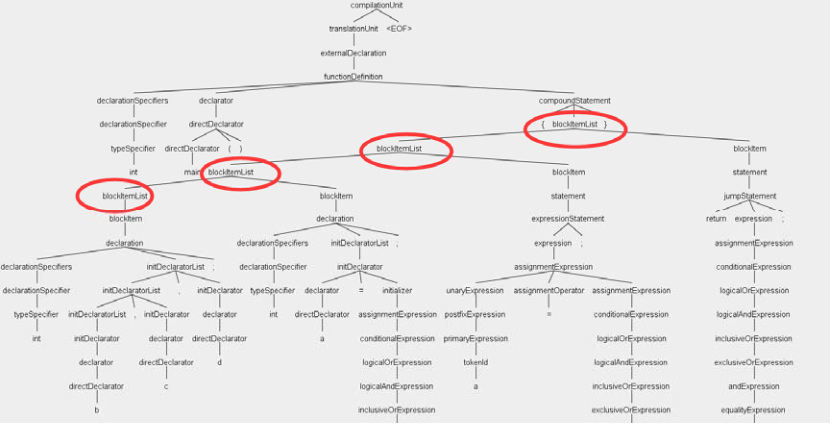 compilationUnit
translationUnit <EOF>
externalDeclaration
functionDefinition
declarationSpecifiers declarator compoundStatement
declarationSpecifier directDeclarator { blockItemList }
typeSpecifier directDeclarator ( ) blockItemList blockItem
int main blockItemList blockItem statement
blockItemList blockItem statement jumpStatement
blockItem declaration expressionStatement return expression ;
declaration declarationSpecifiers initDeclaratorList ; expression ; assignmentExpression
declarationSpecifiers initDeclaratorList ; declarationSpecifier initDeclarator assignmentExpression conditionalExpression
declarationSpecifier initDeclaratorList , initDeclarator typeSpecifier declarator = initializer unaryExpression assignmentOperator assignmentExpression logicalOrExpression
typeSpecifier initDeclaratorList , initDeclarator declarator int directDeclarator assignmentExpression postfixExpression = conditionalExpression logicalAndExpression
int initDeclarator declarator directDeclarator a conditionalExpression primaryExpression logicalOrExpression inclusiveOrExpression
declarator directDeclarator d logicalOrExpression tokenId logicalAndExpression exclusiveOrExpression
directDeclarator c logicalAndExpression a inclusiveOrExpression andExpression
b inclusiveOrExpression exclusiveOrExpression equalityExpression